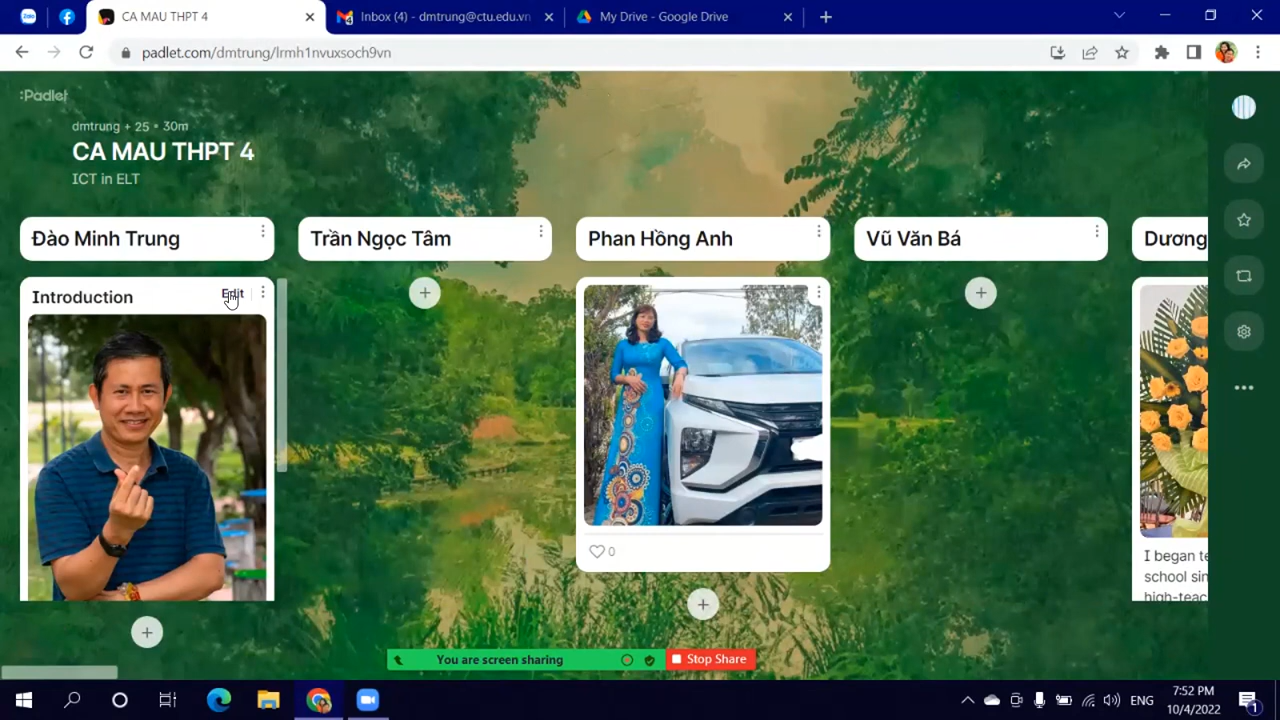 CA MAU THPT 4
Inbox (4) - dmtrung@ctu.edu.vn
My Drive - Google Drive
padlet.com/dmtrung/lrmh1nvuxsoch9vn
:Padlet
dmtrung + 25 • 30m
CA MAU THPT 4
ICT in ELT
Đào Minh Trung
Trần Ngọc Tâm
Phan Hồng Anh
Vũ Văn Bá
Dương
Introduction
Edit
0
I began te
school sin
high-teac
You are screen sharing
Stop Share
ENG
7:52 PM
10/4/2022
1